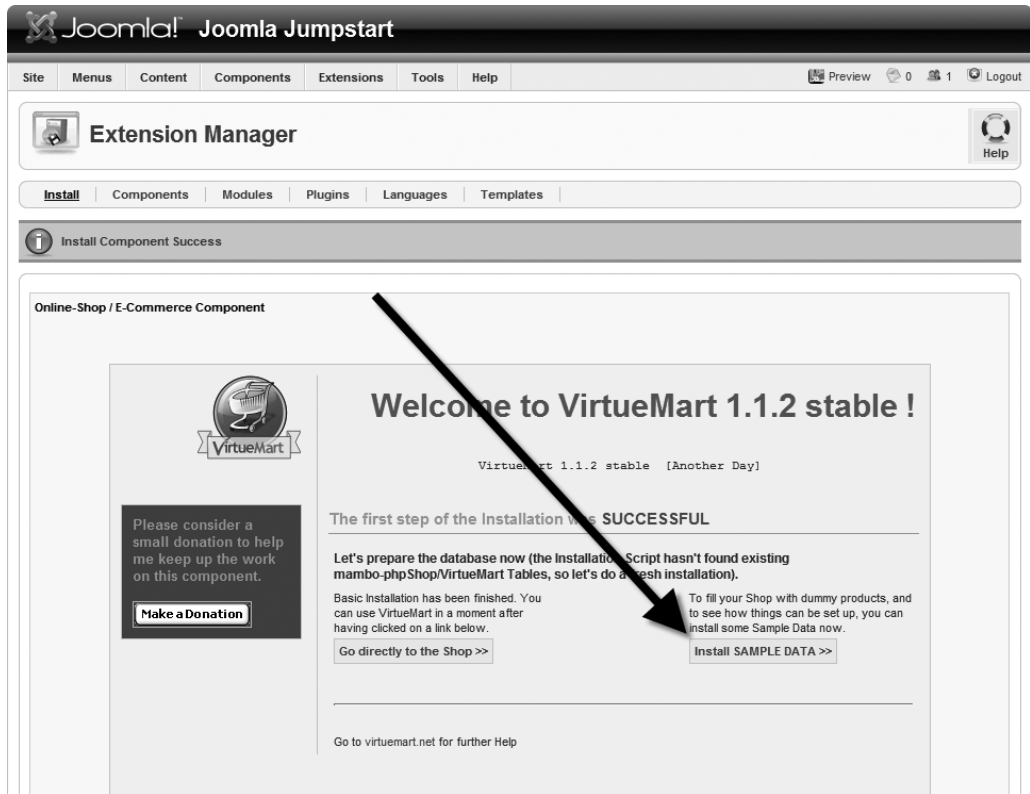 Joomla! Joomla Jumpstart
Site Menus Content Components Extensions Tools Help Preview 0 1 Logout
Extension Manager
Help
Install Components Modules Plugins Languages Templates
Install Component Success
Online-Shop / E-Commerce Component
VirtueMart
Welcome to VirtueMart 1.1.2 stable !
VirtueMart 1.1.2 stable [Another Day]
Please consider a
small donation to help
me keep up the work
on this component.
Make a Donation
The first step of the Installation was SUCCESSFUL
Let's prepare the database now (the Installation Script hasn't found existing
mambo-phpShop/VirtueMart Tables, so let's do a fresh installation).
Basic Installation has been finished. You
can use VirtueMart in a moment after
having clicked on a link below.
Go directly to the Shop >>
To fill your Shop with dummy products, and
to see how things can be set up, you can
install some Sample Data now.
Install SAMPLE DATA >>
Go to virtuemart.net for further Help